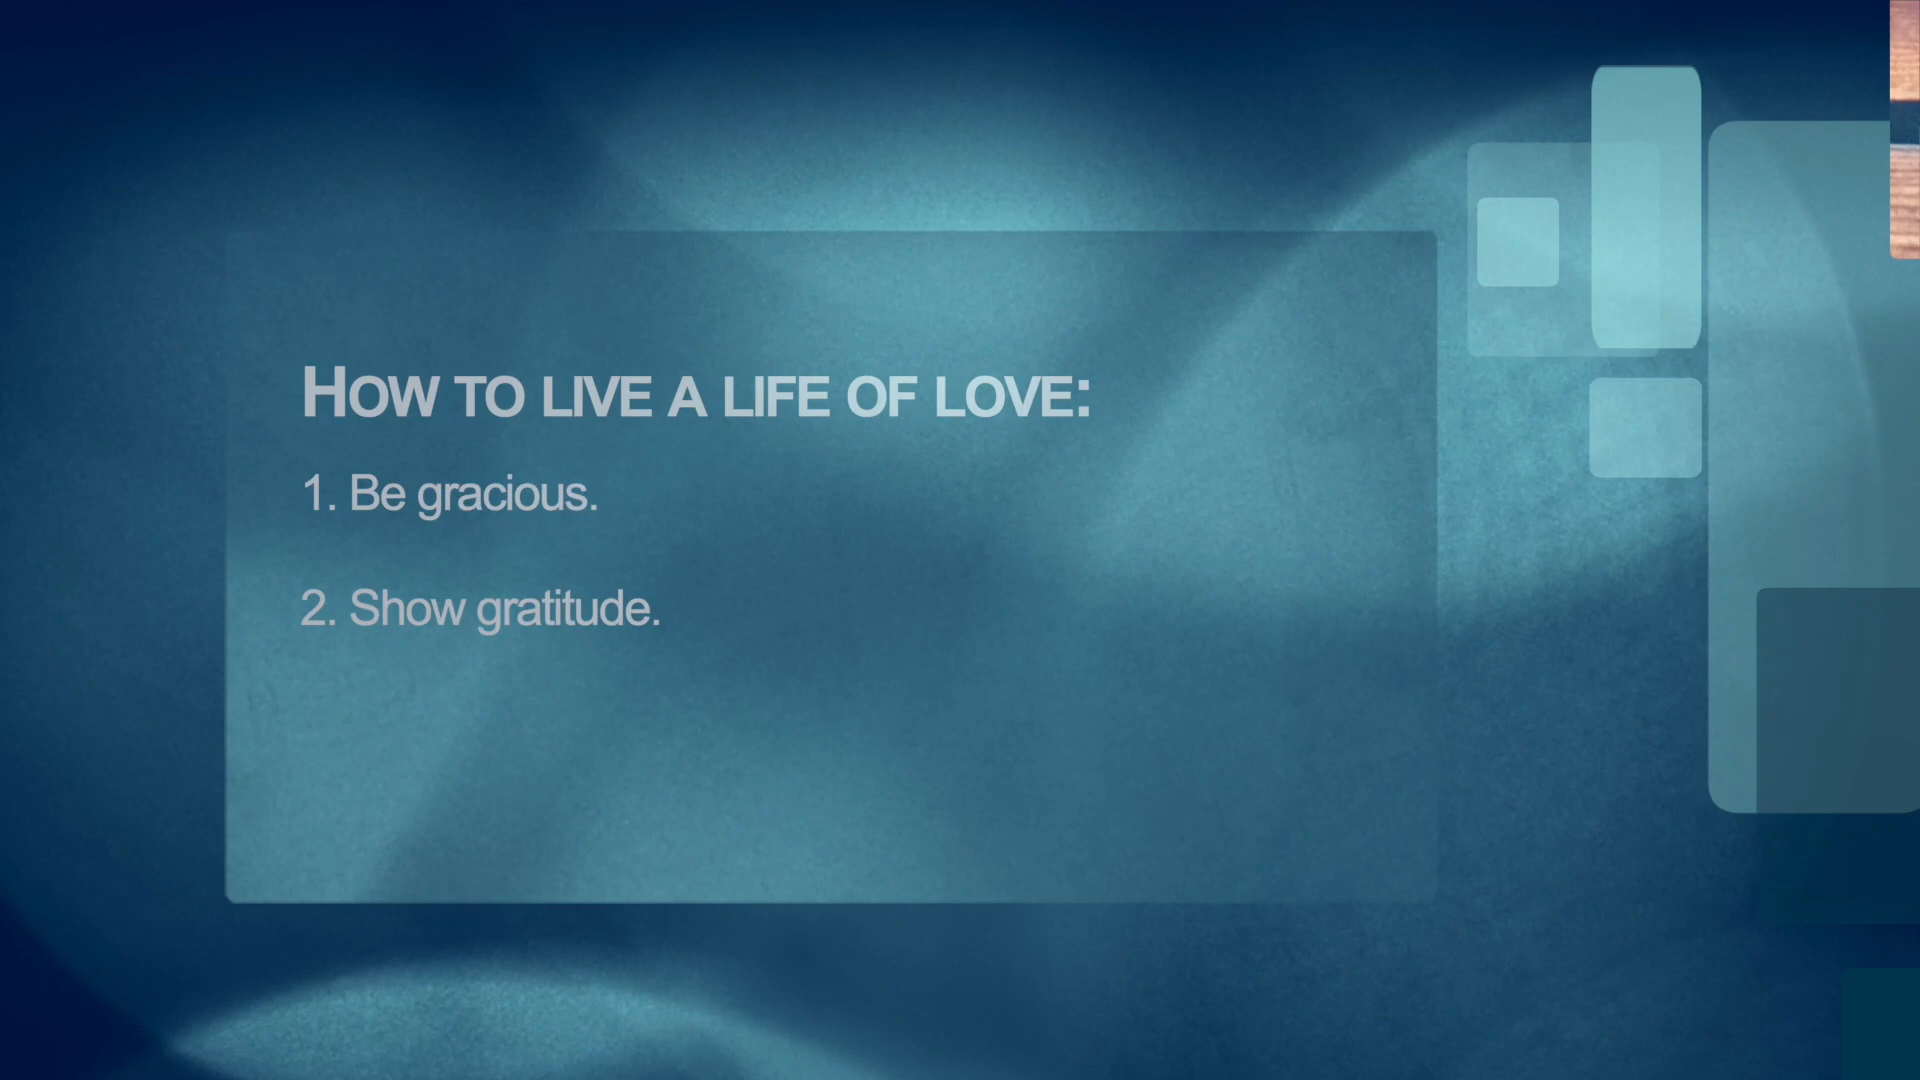 How to live a life of love:
1. Be gracious.
2. Show gratitude.